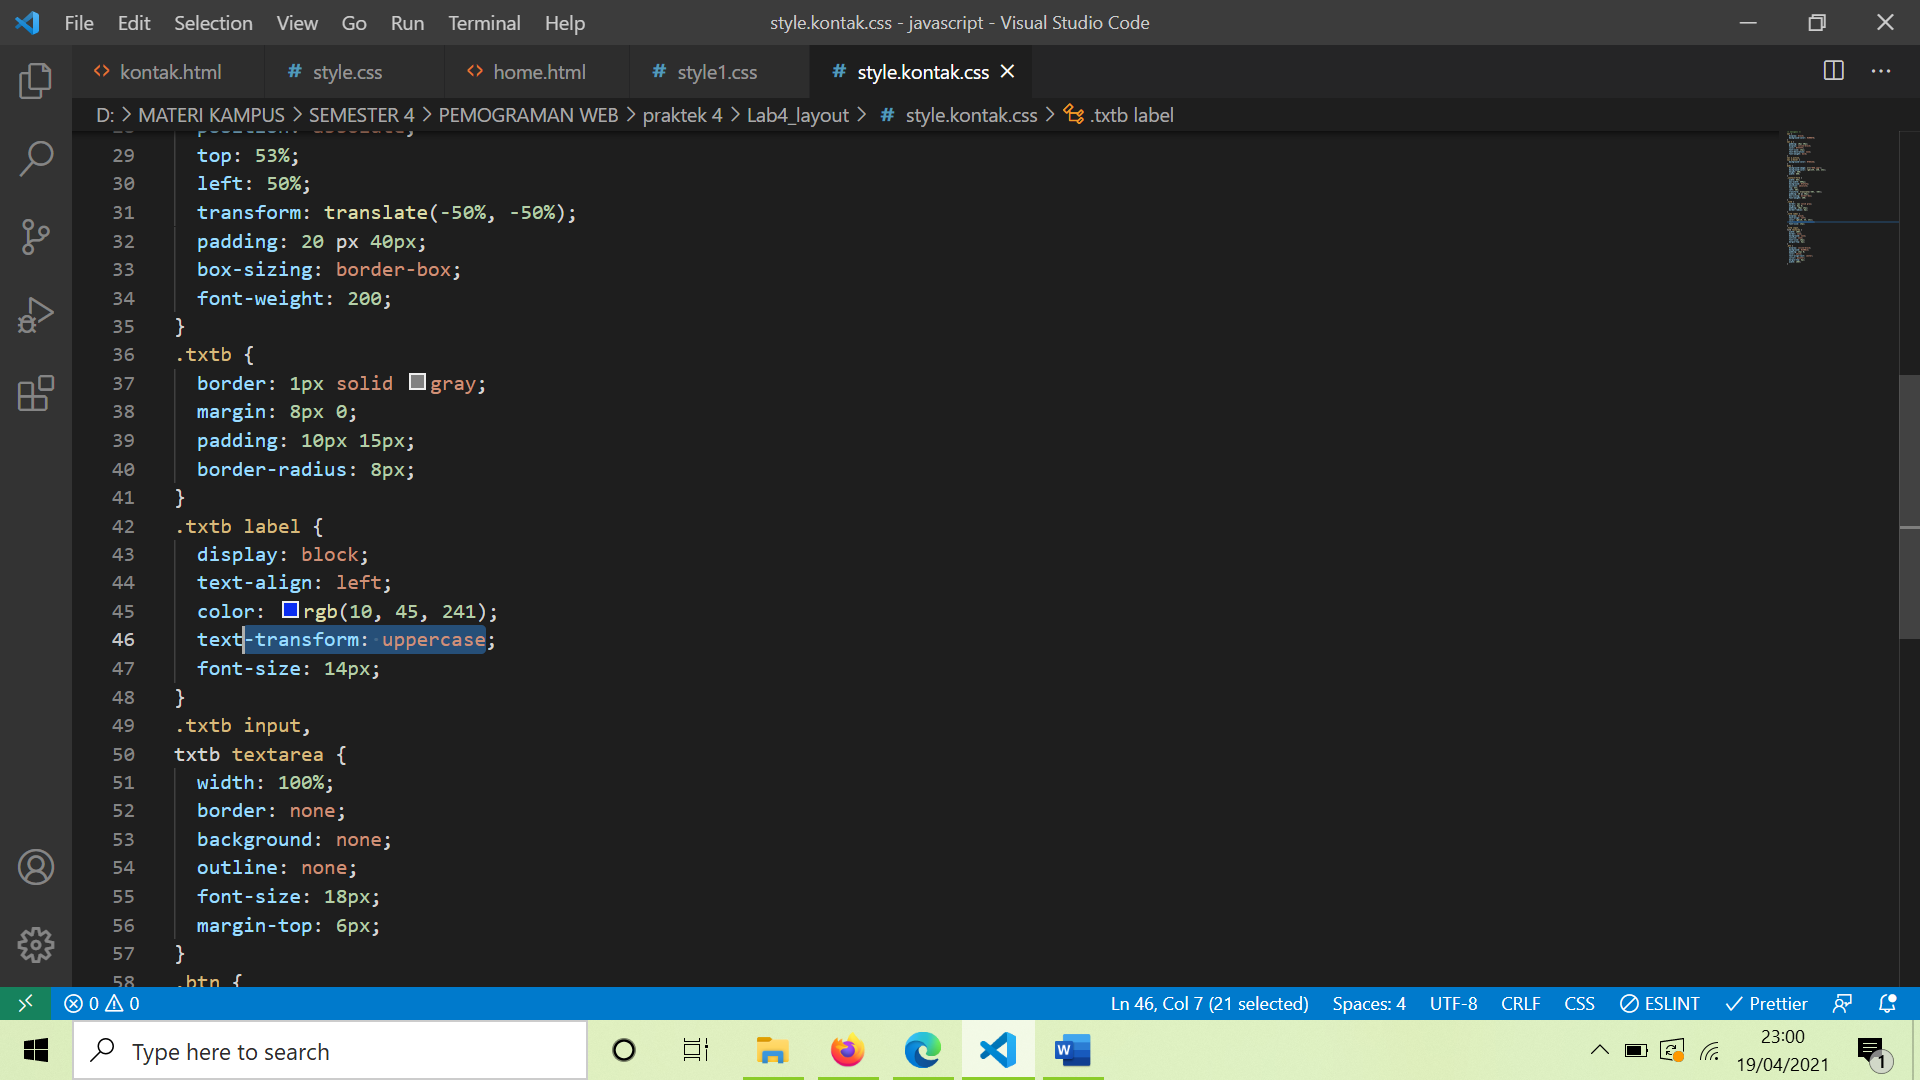 File Edit Selection View Go Run Terminal Help
style.kontak.css - javascript - Visual Studio Code
kontak.html
style.css
home.html
style1.css
style.kontak.css
D: > MATERI KAMPUS > SEMESTER 4 > PEMOGRAMAN WEB > praktek 4 > Lab4_layout > # style.kontak.css > .txtb label
29 top: 53%;
30 left: 50%;
31 transform: translate(-50%, -50%);
32 padding: 20 px 40px;
33 box-sizing: border-box;
34 font-weight: 200;
35 }
36 .txtb {
37 border: 1px solid gray;
38 margin: 8px 0;
39 padding: 10px 15px;
40 border-radius: 8px;
41 }
42 .txtb label {
43 display: block;
44 text-align: left;
45 color: rgb(10, 45, 241);
46 text-transform: uppercase;
47 font-size: 14px;
48 }
49 .txtb input,
50 txtb textarea {
51 width: 100%;
52 border: none;
53 background: none;
54 outline: none;
55 font-size: 18px;
56 margin-top: 6px;
57 }
58 .btn {
0 0 Ln 46, Col 7 (21 selected) Spaces: 4 UTF-8 CRLF CSS ESLINT Prettier
Type here to search
23:00
19/04/2021
1